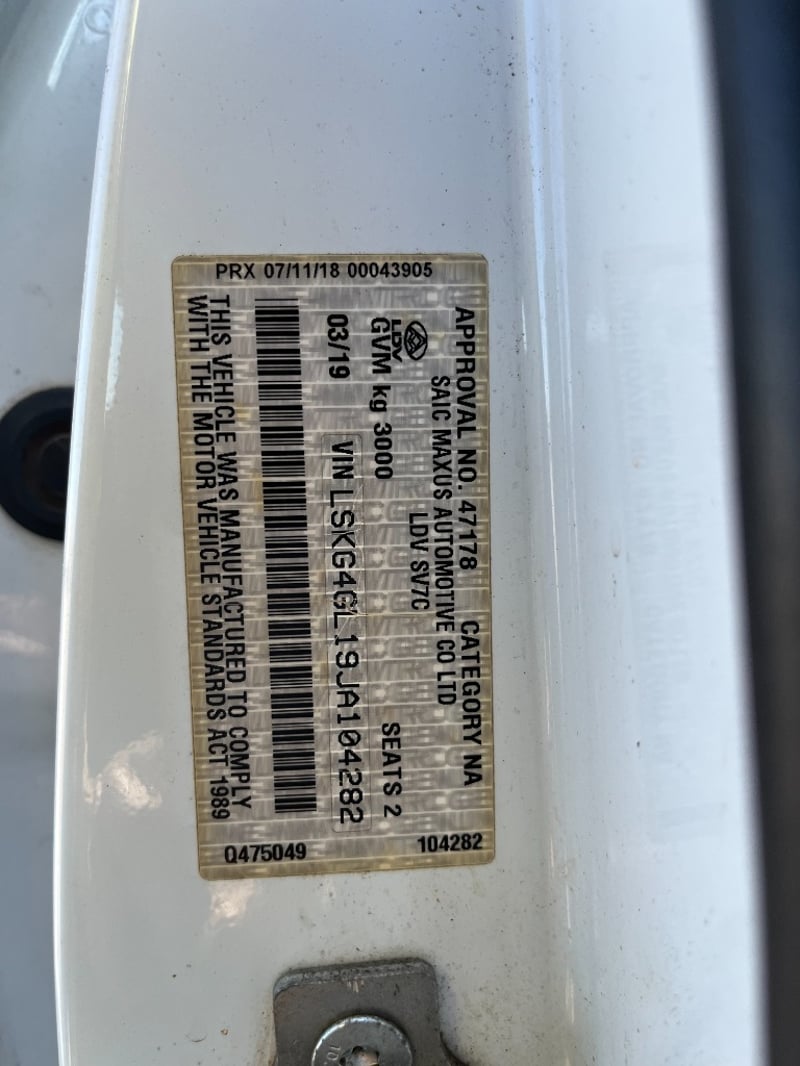 PRX 07/11/18 00043905
APPROVAL NO. 47178 CATEGORY NA
SAIC MAXUS AUTOMOTIVE CO LTD
LDV
LDV SV7C
GVM kg 3000 SEATS 2
03/19 VIN LSKG4GL19JA104282
THIS VEHICLE WAS MANUFACTURED TO COMPLY
WITH THE MOTOR VEHICLE STANDARDS ACT 1989
Q475049 104282